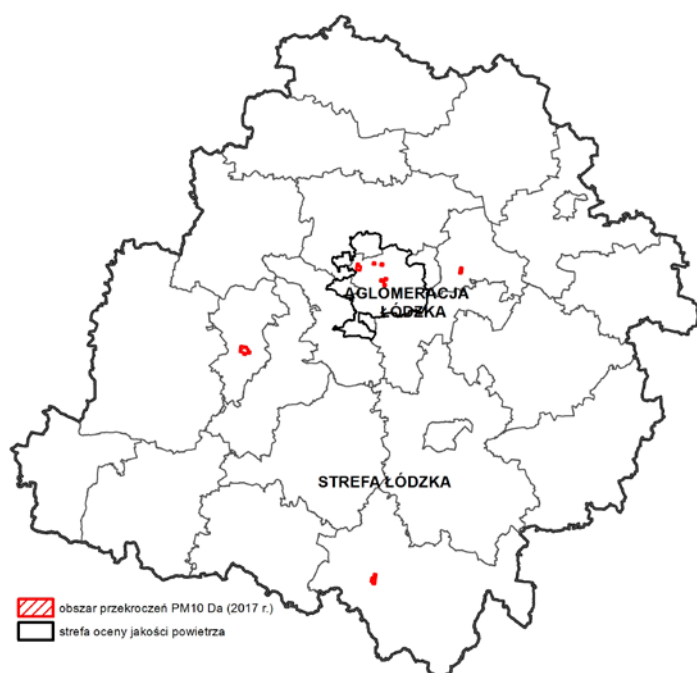 AGLOMERACJA
ŁÓDZKA
STREFA ŁÓDZKA
obszar przekroczeń PM10 Da (2017 r.)
strefa oceny jakości powietrza